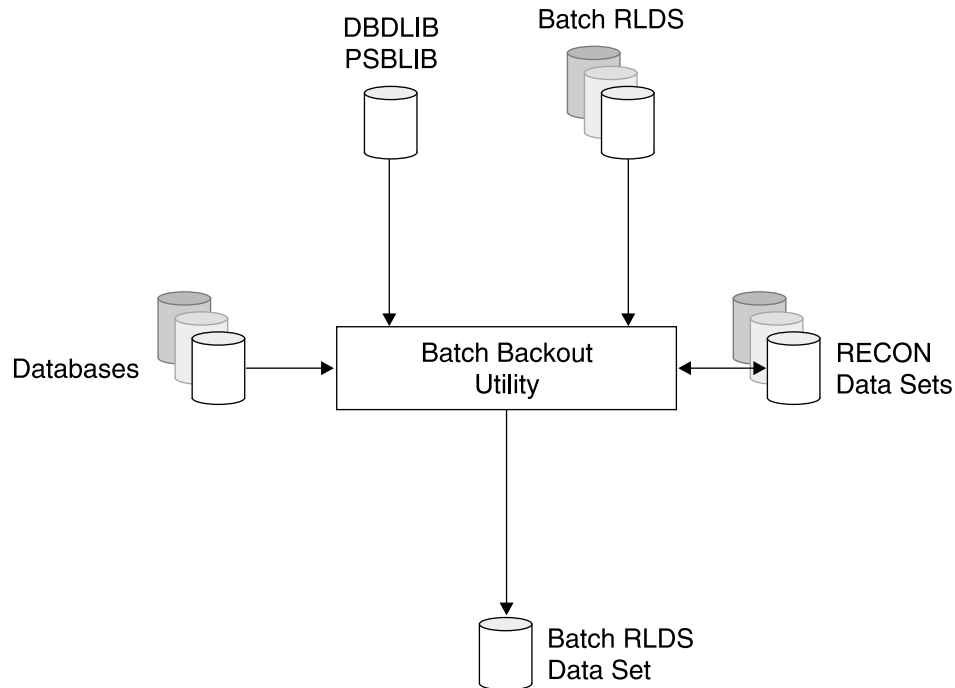 DBDLIB
PSBLIB
Batch RLDS
Databases
Batch Backout
Utility
RECON
Data Sets
Batch RLDS
Data Set